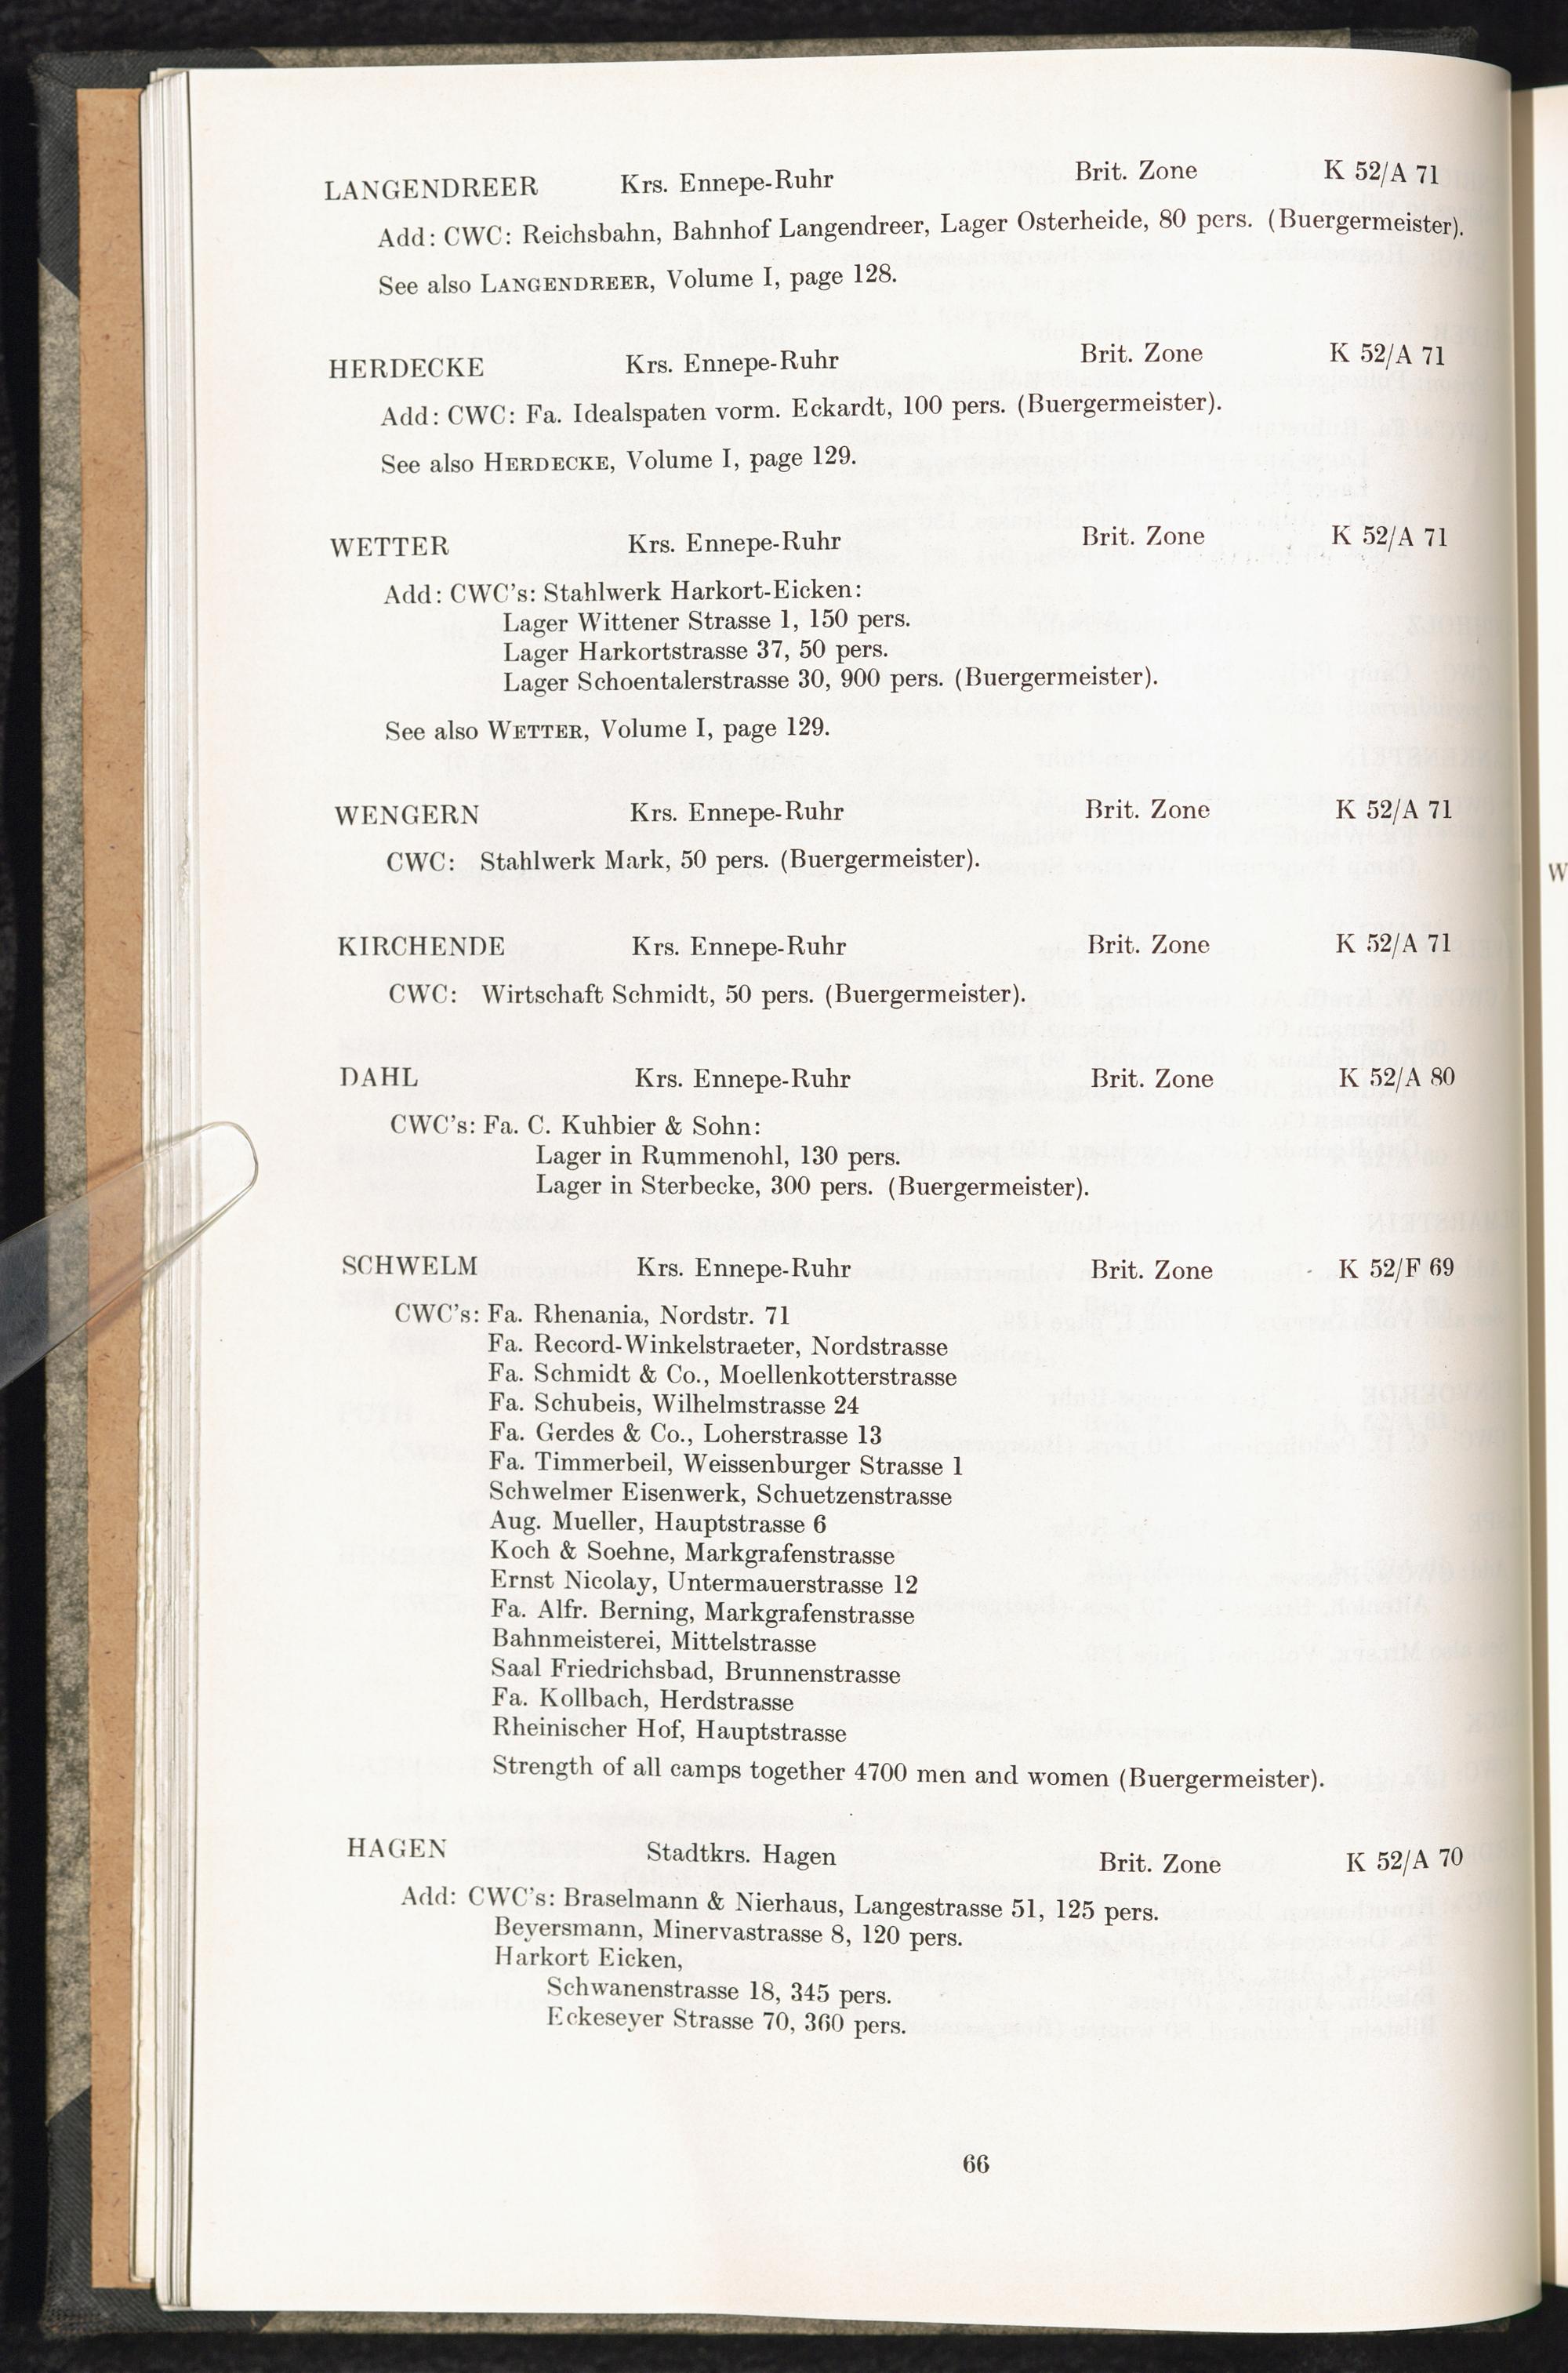 LANGENDREER Krs. Ennepe-Ruhr Brit. Zone K 52/A 71
Add: CWC: Reichsbahn, Bahnhof Langendreer, Lager Osterheide, 80 pers. (Buergermeister).
See also LANGENDREER, Volume I, page 128.
HERDECKE Krs. Ennepe-Ruhr Brit. Zone K 52/A 71
Add: CWC: Fa. Idealspaten vorm. Eckardt, 100 pers. (Buergermeister).
See also HERDECKE, Volume I, page 129.
WETTER Krs. Ennepe-Ruhr Brit. Zone K 52/A 71
Add: CWC's: Stahlwerk Harkort-Eicken:
Lager Wittener Strasse 1, 150 pers.
Lager Harkortstrasse 37, 50 pers.
Lager Schoentalerstrasse 30, 900 pers. (Buergermeister).
See also WETTER, Volume I, page 129.
WENGERN Krs. Ennepe-Ruhr Brit. Zone K 52/A 71
CWC: Stahlwerk Mark, 50 pers. (Buergermeister).
KIRCHENDE Krs. Ennepe-Ruhr Brit. Zone K 52/A 71
CWC: Wirtschaft Schmidt, 50 pers. (Buergermeister).
DAHL Krs. Ennepe-Ruhr Brit. Zone K 52/A 80
CWC's: Fa. C. Kuhbier & Sohn:
Lager in Rummenohl, 130 pers.
Lager in Sterbecke, 300 pers. (Buergermeister).
SCHWELM Krs. Ennepe-Ruhr Brit. Zone - K 52/F 69
CWC's: Fa. Rhenania, Nordstr. 71
Fa. Record-Winkelstraeter, Nordstrasse
Fa. Schmidt & Co., Moellenkotterstrasse
Fa. Schubeis, Wilhelmstrasse 24
Fa. Gerdes & Co., Loherstrasse 13
Fa. Timmerbeil, Weissenburger Strasse 1
Schwelmer Eisenwerk, Schuetzenstrasse
Aug. Mueller, Hauptstrasse 6
Koch & Soehne, Markgrafenstrasse
Ernst Nicolay, Untermauerstrasse 12
Fa. Alfr. Berning, Markgrafenstrasse
Bahnmeisterei, Mittelstrasse
Saal Friedrichsbad, Brunnenstrasse
Fa. Kollbach, Herdstrasse
Rheinischer Hof, Hauptstrasse
Strength of all camps together 4700 men and women (Buergermeister).
HAGEN Stadtkrs. Hagen Brit. Zone K 52/A 70
Add: CWC's: Braselmann & Nierhaus, Langestrasse 51, 125 pers.
Beyersmann, Minervastrasse 8, 120 pers.
Harkort Eicken,
Schwanenstrasse 18, 345 pers.
Eckeseyer Strasse 70, 360 pers.
66
W